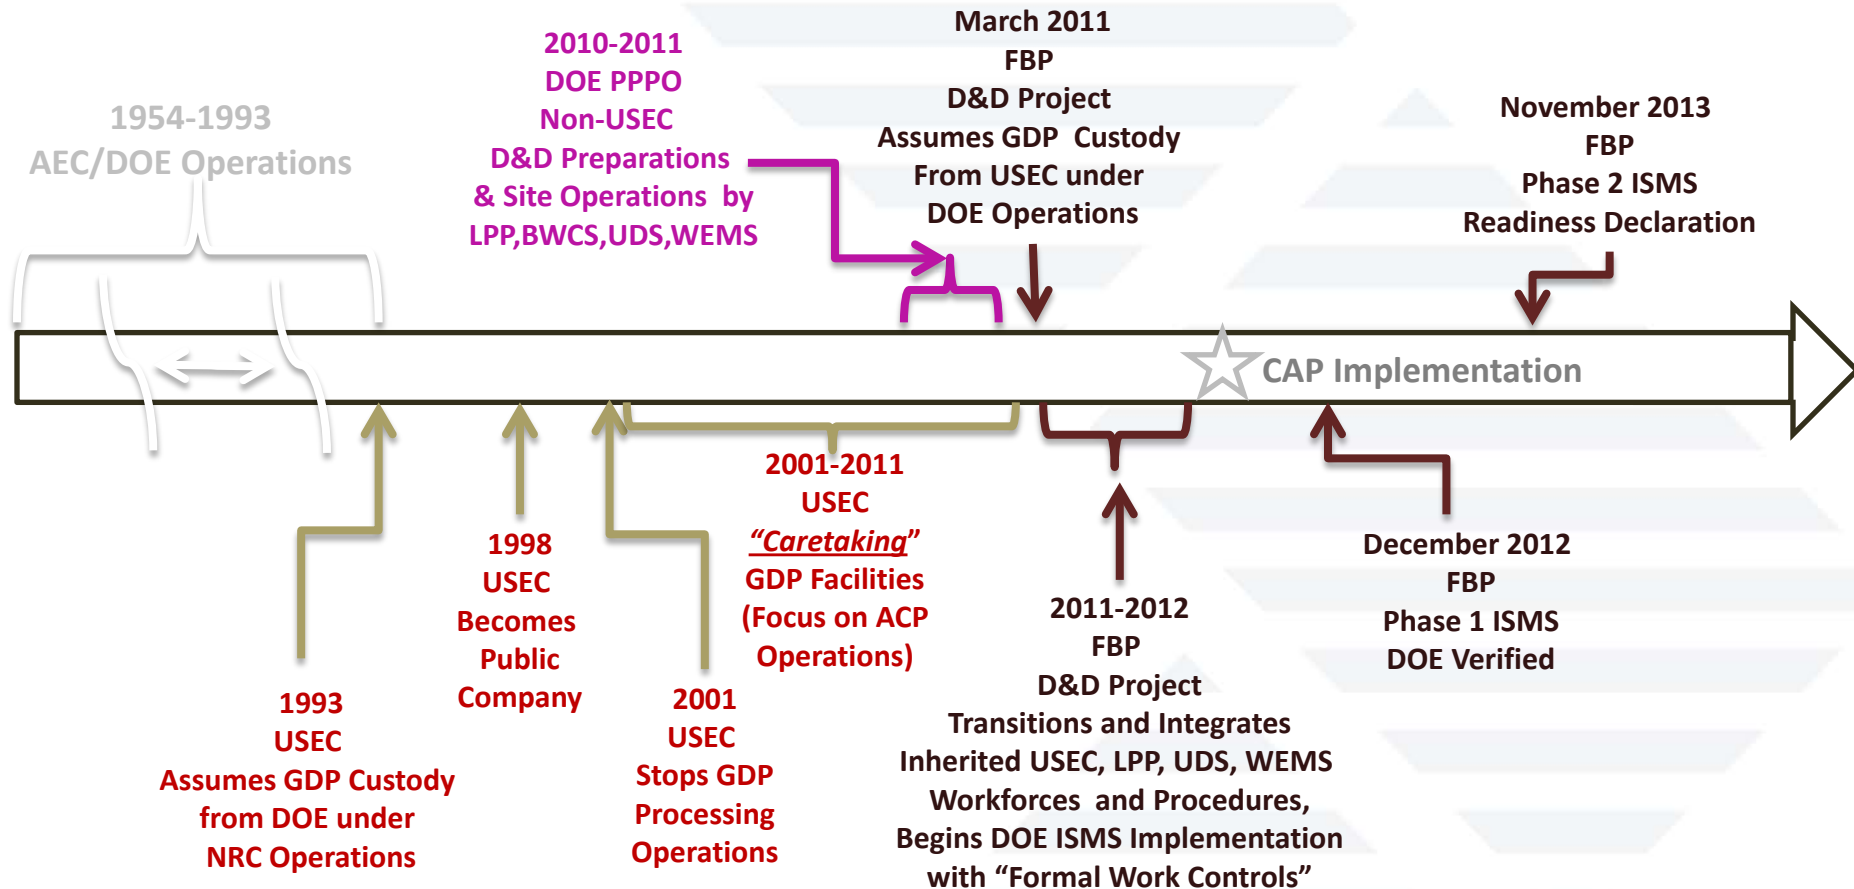 1954-1993
AEC/DOE Operations
2010-2011
DOE PPPO
Non-USEC
D&D Preparations
& Site Operations by
LPP,BWCS,UDS,WEMS
March 2011
FBP
D&D Project
Assumes GDP Custody
From USEC under
DOE Operations
November 2013
FBP
Phase 2 ISMS
Readiness Declaration
CAP Implementation
1993
USEC
Assumes GDP Custody
from DOE under
NRC Operations
1998
USEC
Becomes
Public
Company
2001
USEC
Stops GDP
Processing
Operations
2001-2011
USEC
“Caretaking”
GDP Facilities
(Focus on ACP
Operations)
2011-2012
FBP
D&D Project
Transitions and Integrates
Inherited USEC, LPP, UDS, WEMS
Workforces and Procedures,
Begins DOE ISMS Implementation
with “Formal Work Controls”
December 2012
FBP
Phase 1 ISMS
DOE Verified